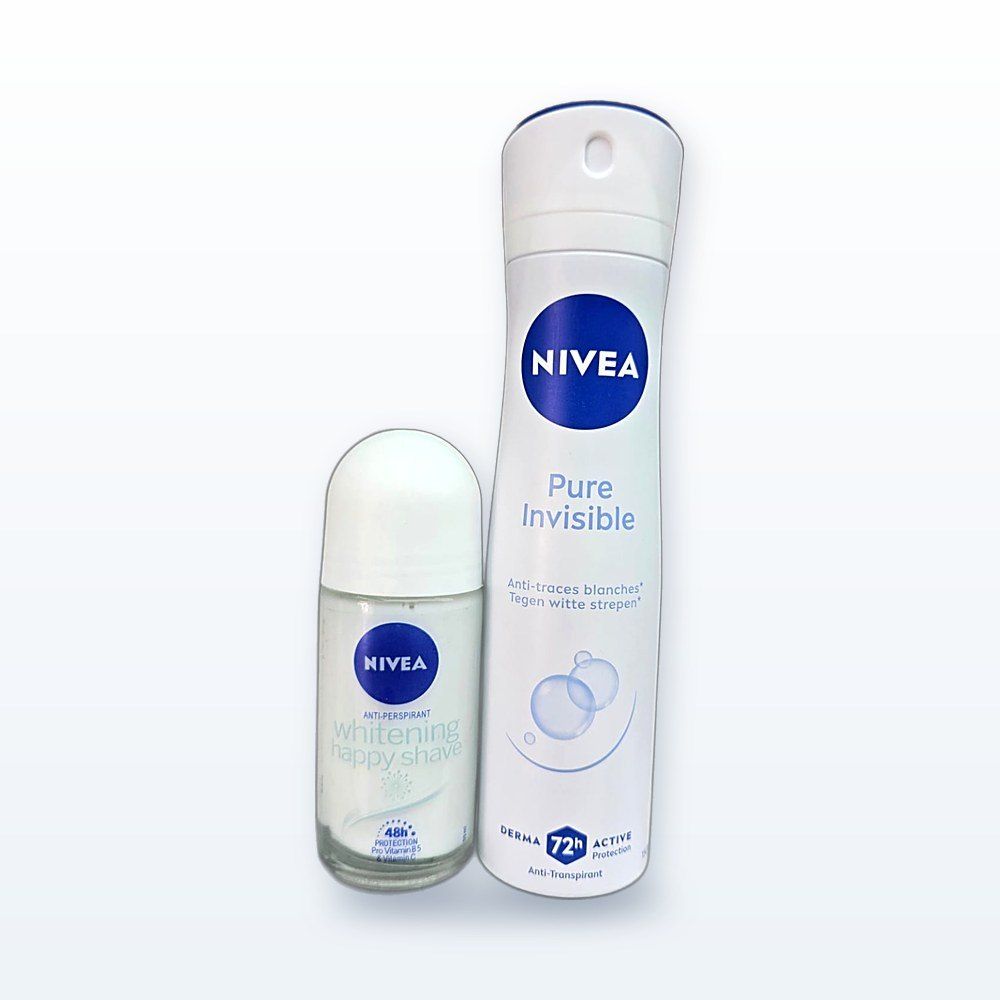 NIVEA
ANTI-PERSPIRANT
whitening
happy shave
48h
PROTECTION
Pro Vitamin B5
& Vitamin C
NIVEA
Pure
Invisible
Anti-traces blanches*
Tegen witte strepen*
DERMA 72h ACTIVE
Protection
Anti-Transpirant